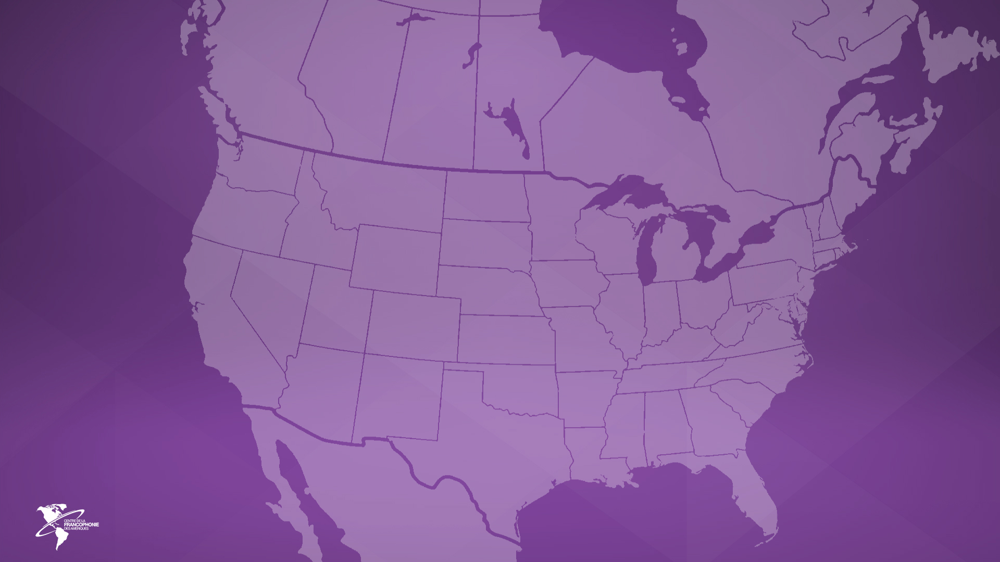 CENTRE DE LA
FRANCOPHONIE
DES AMÉRIQUES